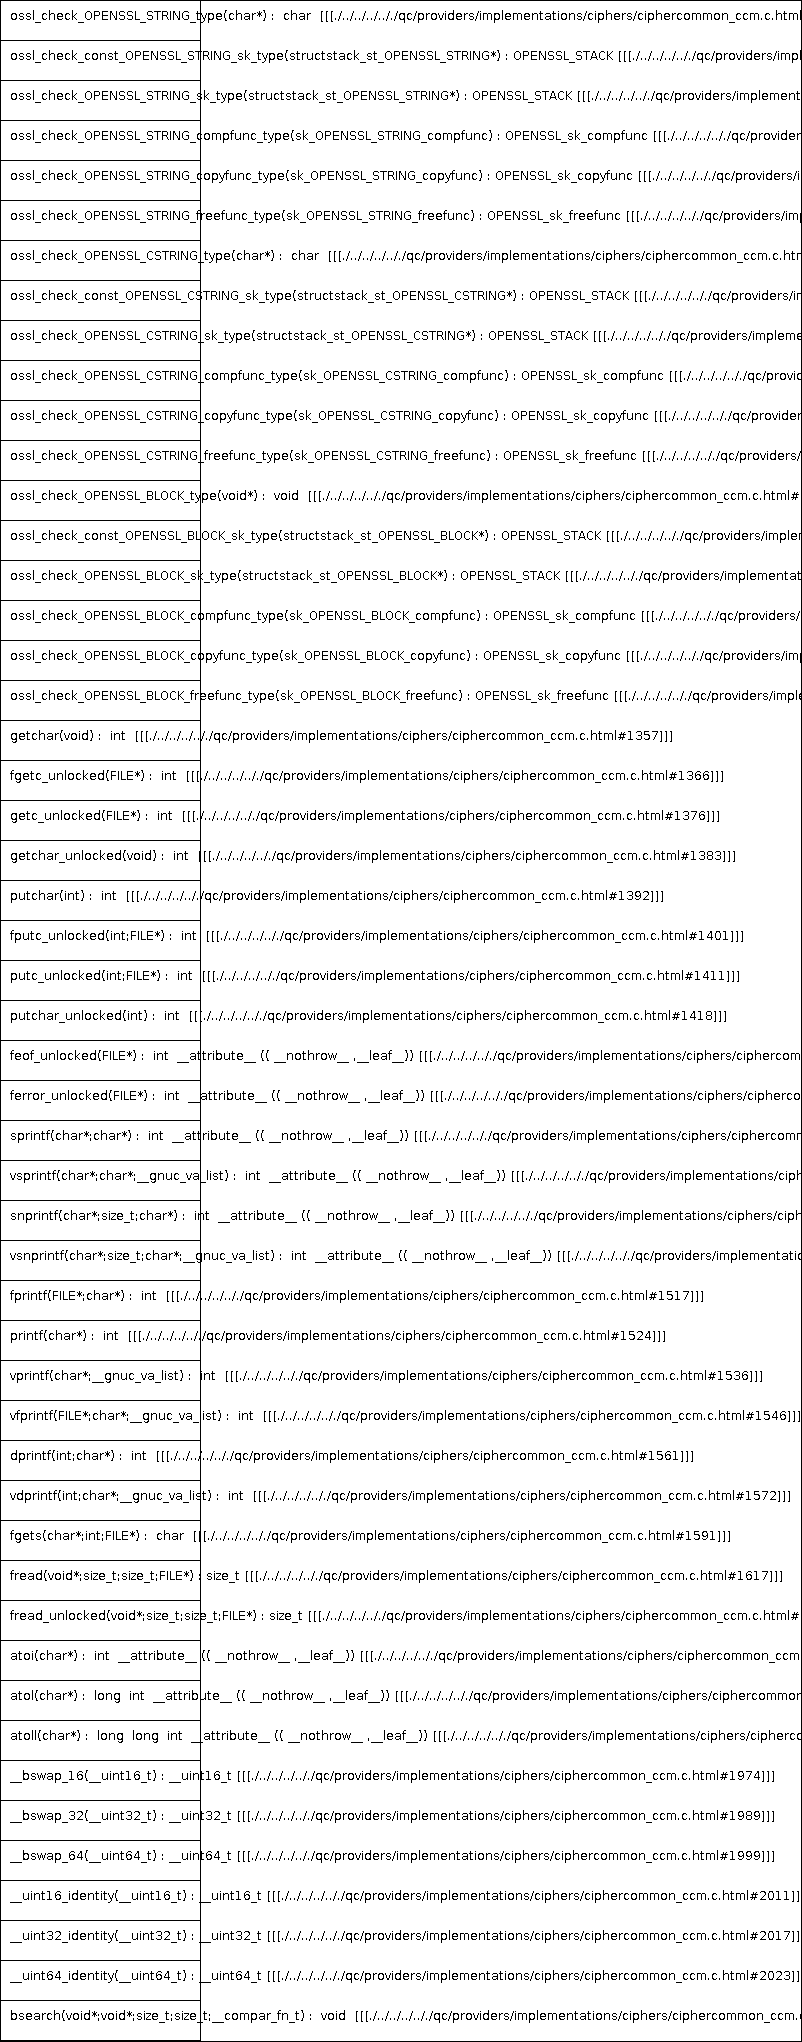 ossl_check_OPENSSL_STRING_type(char*) :  char  [[[./../../../../../qc/providers/implementations/ciphers/ciphercommon_ccm.c.html
ossl_check_const_OPENSSL_STRING_sk_type(structstack_st_OPENSSL_STRING*) : OPENSSL_STACK [[[./../../../../../qc/providers/impl
ossl_check_OPENSSL_STRING_sk_type(structstack_st_OPENSSL_STRING*) : OPENSSL_STACK [[[./../../../../../qc/providers/implement
ossl_check_OPENSSL_STRING_compfunc_type(sk_OPENSSL_STRING_compfunc) : OPENSSL_sk_compfunc [[[./../../../../../qc/provider
ossl_check_OPENSSL_STRING_copyfunc_type(sk_OPENSSL_STRING_copyfunc) : OPENSSL_sk_copyfunc [[[./../../../../../qc/providers/i
ossl_check_OPENSSL_STRING_freefunc_type(sk_OPENSSL_STRING_freefunc) : OPENSSL_sk_freefunc [[[./../../../../../qc/providers/imp
ossl_check_OPENSSL_CSTRING_type(char*) :  char  [[[./../../../../../qc/providers/implementations/ciphers/ciphercommon_ccm.c.htm
ossl_check_const_OPENSSL_CSTRING_sk_type(structstack_st_OPENSSL_CSTRING*) : OPENSSL_STACK [[[./../../../../../qc/providers/im
ossl_check_OPENSSL_CSTRING_sk_type(structstack_st_OPENSSL_CSTRING*) : OPENSSL_STACK [[[./../../../../../qc/providers/impleme
ossl_check_OPENSSL_CSTRING_compfunc_type(sk_OPENSSL_CSTRING_compfunc) : OPENSSL_sk_compfunc [[[./../../../../../qc/provid
ossl_check_OPENSSL_CSTRING_copyfunc_type(sk_OPENSSL_CSTRING_copyfunc) : OPENSSL_sk_copyfunc [[[./../../../../../qc/provider
ossl_check_OPENSSL_CSTRING_freefunc_type(sk_OPENSSL_CSTRING_freefunc) : OPENSSL_sk_freefunc [[[./../../../../../qc/providers/
ossl_check_OPENSSL_BLOCK_type(void*) :  void  [[[./../../../../../qc/providers/implementations/ciphers/ciphercommon_ccm.c.html#
ossl_check_const_OPENSSL_BLOCK_sk_type(structstack_st_OPENSSL_BLOCK*) : OPENSSL_STACK [[[./../../../../../qc/providers/implem
ossl_check_OPENSSL_BLOCK_sk_type(structstack_st_OPENSSL_BLOCK*) : OPENSSL_STACK [[[./../../../../../qc/providers/implementat
ossl_check_OPENSSL_BLOCK_compfunc_type(sk_OPENSSL_BLOCK_compfunc) : OPENSSL_sk_compfunc [[[./../../../../../qc/providers/
ossl_check_OPENSSL_BLOCK_copyfunc_type(sk_OPENSSL_BLOCK_copyfunc) : OPENSSL_sk_copyfunc [[[./../../../../../qc/providers/imp
ossl_check_OPENSSL_BLOCK_freefunc_type(sk_OPENSSL_BLOCK_freefunc) : OPENSSL_sk_freefunc [[[./../../../../../qc/providers/imple
getchar(void) :  int  [[[./../../../../../qc/providers/implementations/ciphers/ciphercommon_ccm.c.html#1357]]]
fgetc_unlocked(FILE*) :  int  [[[./../../../../../qc/providers/implementations/ciphers/ciphercommon_ccm.c.html#1366]]]
getc_unlocked(FILE*) :  int  [[[./../../../../../qc/providers/implementations/ciphers/ciphercommon_ccm.c.html#1376]]]
getchar_unlocked(void) :  int  [[[./../../../../../qc/providers/implementations/ciphers/ciphercommon_ccm.c.html#1383]]]
putchar(int) :  int  [[[./../../../../../qc/providers/implementations/ciphers/ciphercommon_ccm.c.html#1392]]]
fputc_unlocked(int;FILE*) :  int  [[[./../../../../../qc/providers/implementations/ciphers/ciphercommon_ccm.c.html#1401]]]
putc_unlocked(int;FILE*) :  int  [[[./../../../../../qc/providers/implementations/ciphers/ciphercommon_ccm.c.html#1411]]]
putchar_unlocked(int) :  int  [[[./../../../../../qc/providers/implementations/ciphers/ciphercommon_ccm.c.html#1418]]]
feof_unlocked(FILE*) :  int  __attribute__ (( __nothrow__ ,__leaf__)) [[[./../../../../../qc/providers/implementations/ciphers/ciphercom
ferror_unlocked(FILE*) :  int  __attribute__ (( __nothrow__ ,__leaf__)) [[[./../../../../../qc/providers/implementations/ciphers/cipherco
sprintf(char*;char*) :  int  __attribute__ (( __nothrow__ ,__leaf__)) [[[./../../../../../qc/providers/implementations/ciphers/ciphercomm
vsprintf(char*;char*;__gnuc_va_list) :  int  __attribute__ (( __nothrow__ ,__leaf__)) [[[./../../../../../qc/providers/implementations/ciph
snprintf(char*;size_t;char*) :  int  __attribute__ (( __nothrow__ ,__leaf__)) [[[./../../../../../qc/providers/implementations/ciphers/ciph
vsnprintf(char*;size_t;char*;__gnuc_va_list) :  int  __attribute__ (( __nothrow__ ,__leaf__)) [[[./../../../../../qc/providers/implementatio
fprintf(FILE*;char*) :  int  [[[./../../../../../qc/providers/implementations/ciphers/ciphercommon_ccm.c.html#1517]]]
printf(char*) :  int  [[[./../../../../../qc/providers/implementations/ciphers/ciphercommon_ccm.c.html#1524]]]
vprintf(char*;__gnuc_va_list) :  int  [[[./../../../../../qc/providers/implementations/ciphers/ciphercommon_ccm.c.html#1536]]]
vfprintf(FILE*;char*;__gnuc_va_list) :  int  [[[./../../../../../qc/providers/implementations/ciphers/ciphercommon_ccm.c.html#1546]]]
dprintf(int;char*) :  int  [[[./../../../../../qc/providers/implementations/ciphers/ciphercommon_ccm.c.html#1561]]]
vdprintf(int;char*;__gnuc_va_list) :  int  [[[./../../../../../qc/providers/implementations/ciphers/ciphercommon_ccm.c.html#1572]]]
fgets(char*;int;FILE*) :  char  [[[./../../../../../qc/providers/implementations/ciphers/ciphercommon_ccm.c.html#1591]]]
fread(void*;size_t;size_t;FILE*) : size_t [[[./../../../../../qc/providers/implementations/ciphers/ciphercommon_ccm.c.html#1617]]]
fread_unlocked(void*;size_t;size_t;FILE*) : size_t [[[./../../../../../qc/providers/implementations/ciphers/ciphercommon_ccm.c.html#
atoi(char*) :  int  __attribute__ (( __nothrow__ ,__leaf__)) [[[./../../../../../qc/providers/implementations/ciphers/ciphercommon_ccm
atol(char*) :  long  int  __attribute__ (( __nothrow__ ,__leaf__)) [[[./../../../../../qc/providers/implementations/ciphers/ciphercommon
atoll(char*) :  long  long  int  __attribute__ (( __nothrow__ ,__leaf__)) [[[./../../../../../qc/providers/implementations/ciphers/cipherco
__bswap_16(__uint16_t) : __uint16_t [[[./../../../../../qc/providers/implementations/ciphers/ciphercommon_ccm.c.html#1974]]]
__bswap_32(__uint32_t) : __uint32_t [[[./../../../../../qc/providers/implementations/ciphers/ciphercommon_ccm.c.html#1989]]]
__bswap_64(__uint64_t) : __uint64_t [[[./../../../../../qc/providers/implementations/ciphers/ciphercommon_ccm.c.html#1999]]]
__uint16_identity(__uint16_t) : __uint16_t [[[./../../../../../qc/providers/implementations/ciphers/ciphercommon_ccm.c.html#2011]]
__uint32_identity(__uint32_t) : __uint32_t [[[./../../../../../qc/providers/implementations/ciphers/ciphercommon_ccm.c.html#2017]]
__uint64_identity(__uint64_t) : __uint64_t [[[./../../../../../qc/providers/implementations/ciphers/ciphercommon_ccm.c.html#2023]]
bsearch(void*;void*;size_t;size_t;__compar_fn_t) :  void  [[[./../../../../../qc/providers/implementations/ciphers/ciphercommon_ccm.